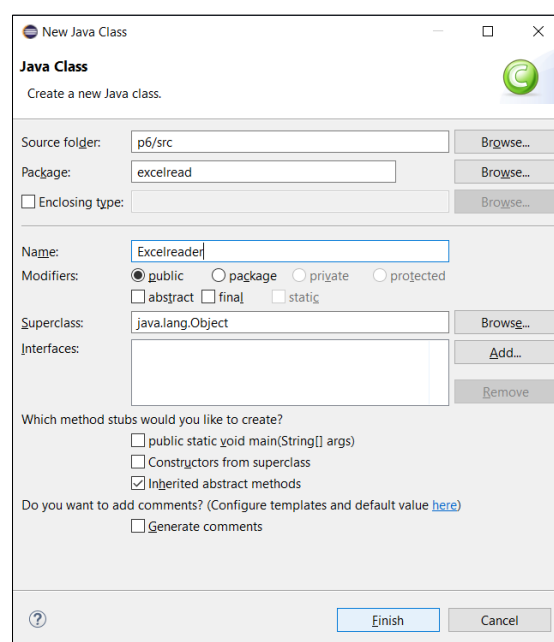 New Java Class
Java Class
Create a new Java class.
C
Source folder: p6/src Browse...
Package: excelread Browse...
Enclosing type: Browse...
Name: Excelreader
Modifiers: public package private protected
abstract final static
Superclass: java.lang.Object Browse...
Interfaces: Add...
Remove
Which method stubs would you like to create?
public static void main(String[] args)
Constructors from superclass
Inherited abstract methods
Do you want to add comments? (Configure templates and default value here)
Generate comments
? Finish Cancel